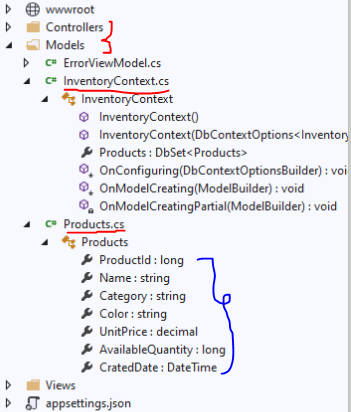 wwwroot
Controllers
Models
C# ErrorViewModel.cs
C# InventoryContext.cs
InventoryContext
InventoryContext()
InventoryContext(DbContextOptions<Inventory
Products : DbSet<Products>
OnConfiguring(DbContextOptionsBuilder) : voi
OnModelCreating(ModelBuilder) : void
OnModelCreatingPartial(ModelBuilder) : void
C# Products.cs
Products
ProductId : long
Name : string
Category : string
Color : string
UnitPrice : decimal
AvailableQuantity : long
CratedDate : DateTime
Views
appsettings.json